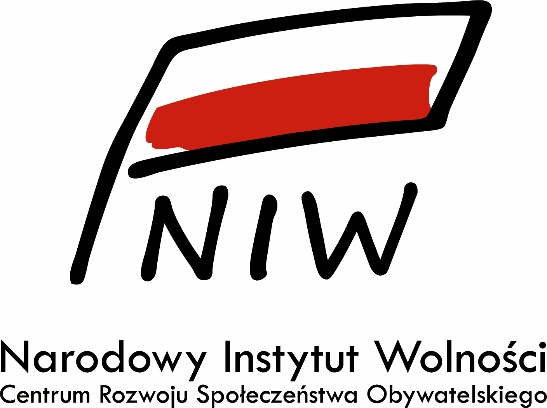 NIW
Narodowy Instytut Wolności
Centrum Rozwoju Społeczeństwa Obywatelskiego